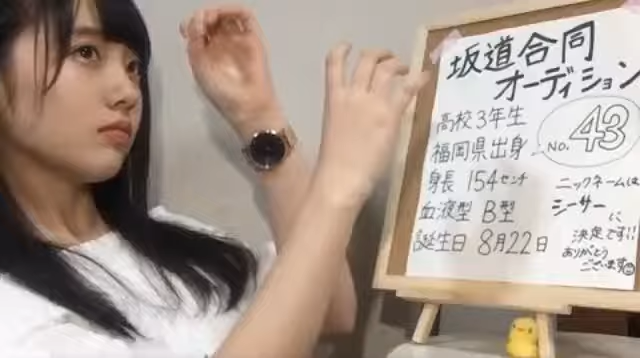 坂道合同
オーディション
高校3年生
福岡県出身
No. 43
身長 154センチ
血液型 B型
誕生日 8月22日
ニックネームは
シーサー
に
決定です!!
ありがとう
ございます